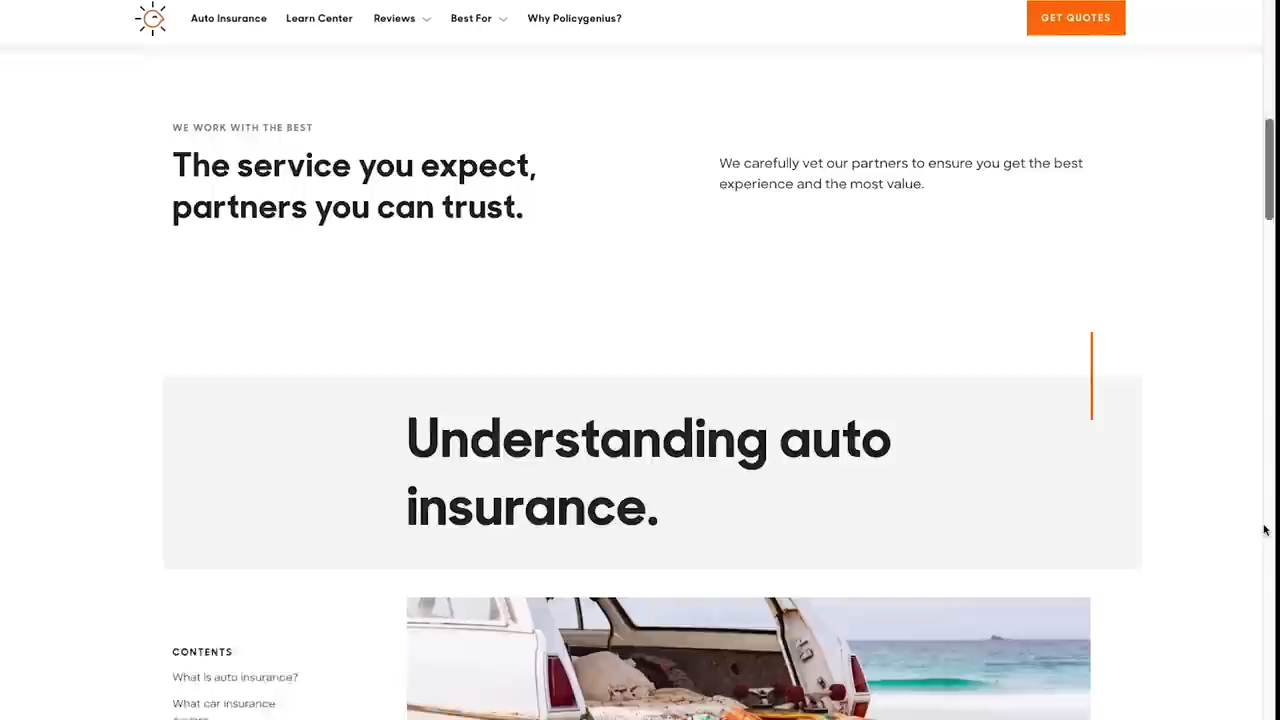 Auto Insurance Learn Center Reviews Best For Why Policygenius? GET QUOTES
WE WORK WITH THE BEST
The service you expect,
partners you can trust.
We carefully vet our partners to ensure you get the best
experience and the most value.
Understanding auto
insurance.
CONTENTS
What is auto insurance?
What car insurance